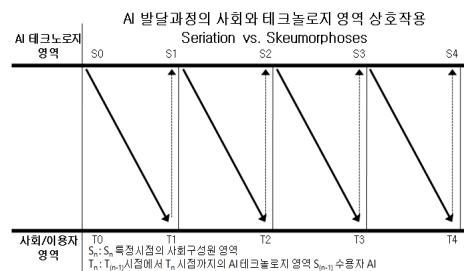 AI 발달과정의 사회와 테크놀로지 영역 상호작용
Seriation vs. Skeumorphoses
AI 테크노로지
영역
S0 S1 S2 S3 S4
사회/이용자
영역
T0 T1 T2 T3 T4
Sn: Sn 특정시점의 사회구성원 영역
Tn: T(n-1)시점에서 Tn 시점까지의 AI 테크놀로지 영역 S(n-1) 수용자 AI